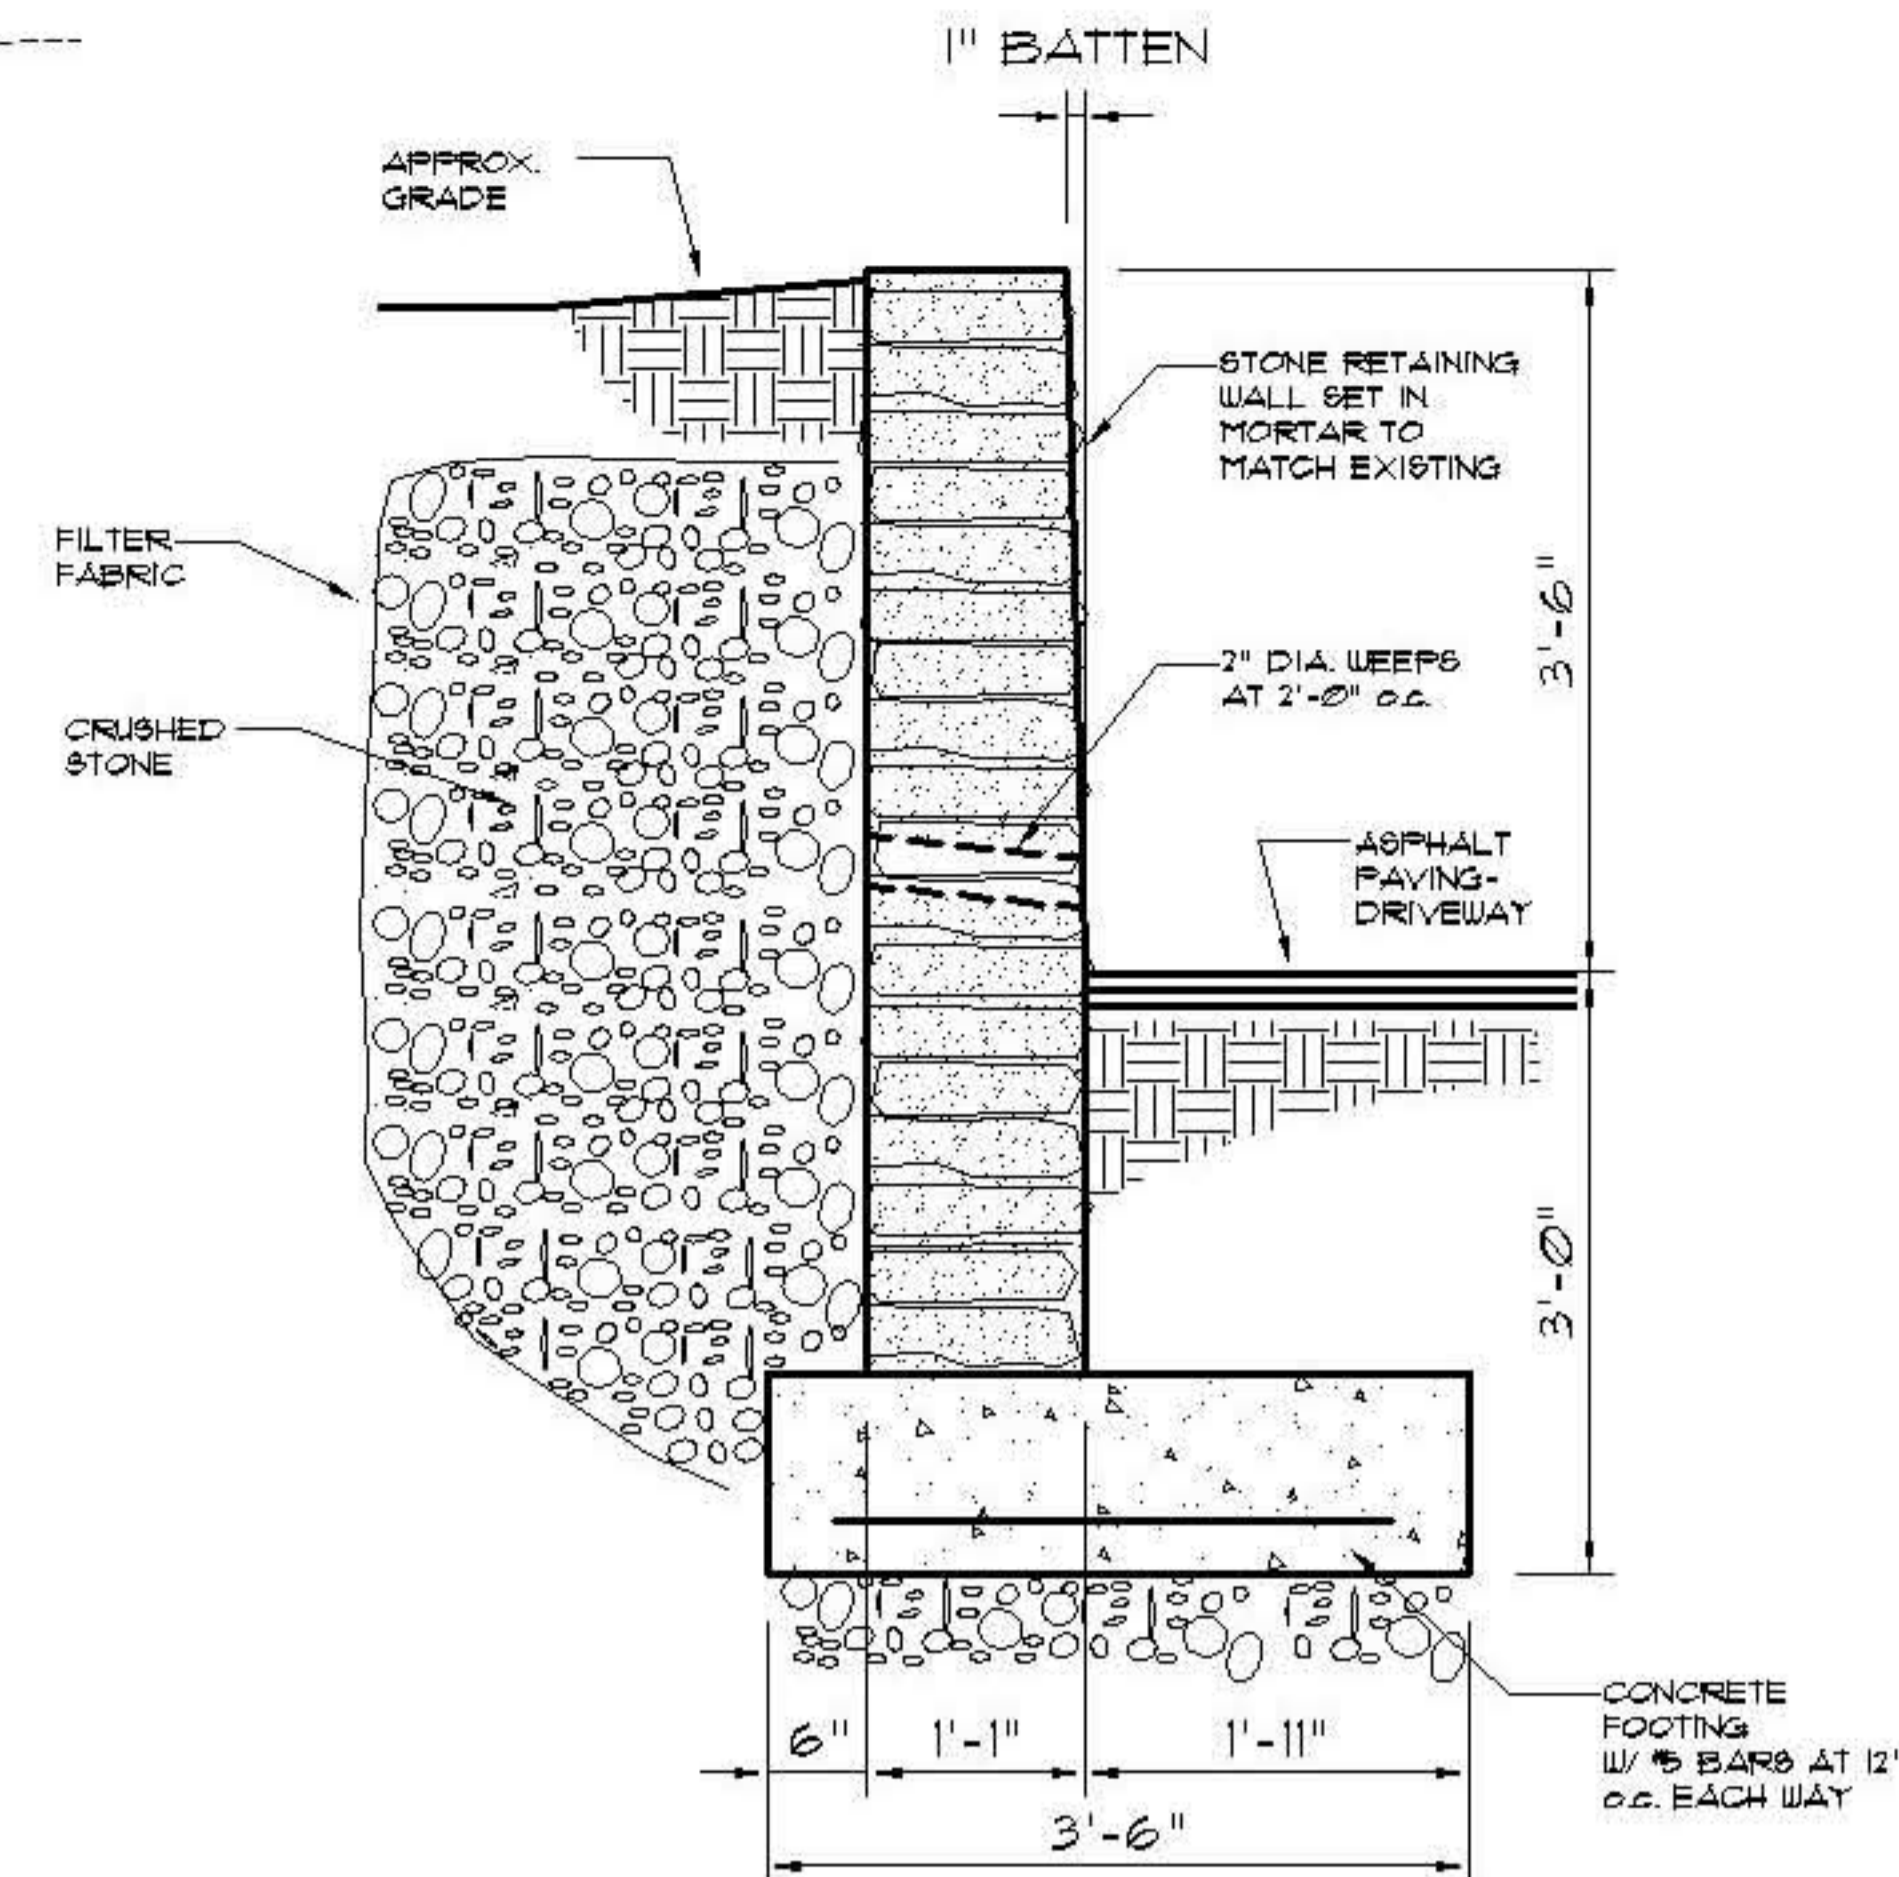 1" BATTEN
APPROX.
GRADE
STONE RETAINING
WALL SET IN
MORTAR TO
MATCH EXISTING
FILTER
FABRIC
3'-6"
2" DIA. WEEPS
AT 2'-0" o.c.
CRUSHED
STONE
ASPHALT
PAVING-
DRIVEWAY
3'-0"
CONCRETE
FOOTING
W/ #5 BARS AT 12'
o.c. EACH WAY
6"
1'-1"
1'-11"
3'-6"